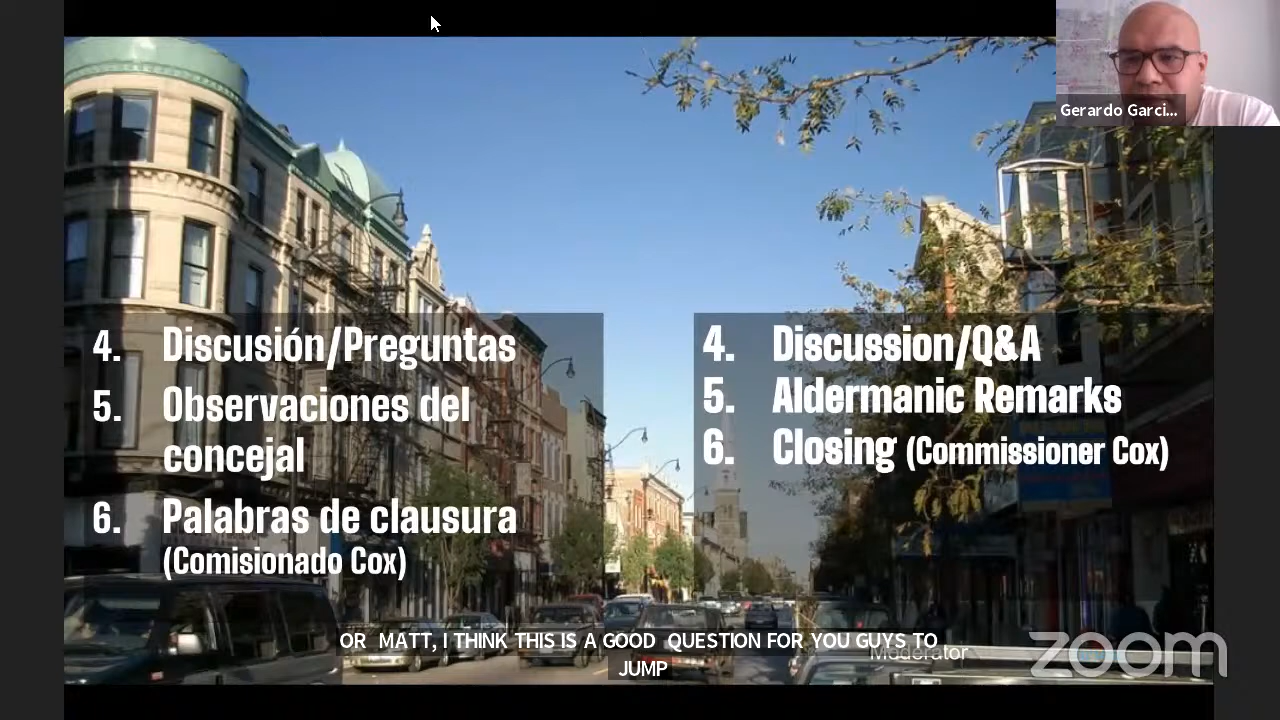 Gerardo Garci...
4. Discusión/Preguntas
5. Observaciones del
concejal
6. Palabras de clausura
(Comisionado Cox)
4. Discussion/Q&A
5. Aldermanic Remarks
6. Closing (Commissioner Cox)
OR MATT, I THINK THIS IS A GOOD QUESTION FOR YOU GUYS TO
JUMP
Moderator
zoom